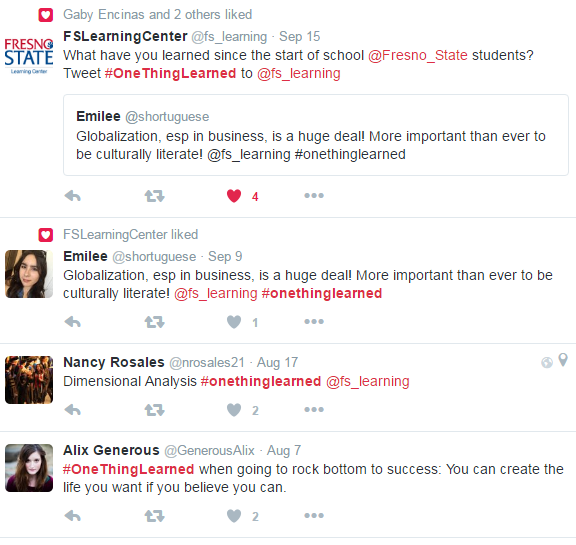 Gaby Encinas and 2 others liked
FSLearningCenter @fs_learning · Sep 15
FRESNO
STATE
Learning Center
What have you learned since the start of school @Fresno_State students?
Tweet #OneThingLearned to @fs_learning
Emilee @shortuguese
Globalization, esp in business, is a huge deal! More important than ever to
be culturally literate! @fs_learning #onethinglearned
4
FSLearningCenter liked
Emilee @shortuguese · Sep 9
Globalization, esp in business, is a huge deal! More important than ever to be
culturally literate! @fs_learning #onethinglearned
1
Nancy Rosales @nrosales21 · Aug 17
Dimensional Analysis #onethinglearned @fs_learning
2
Alix Generous @GenerousAlix · Aug 7
#OneThingLearned when going to rock bottom to success: You can create the
life you want if you believe you can.
2